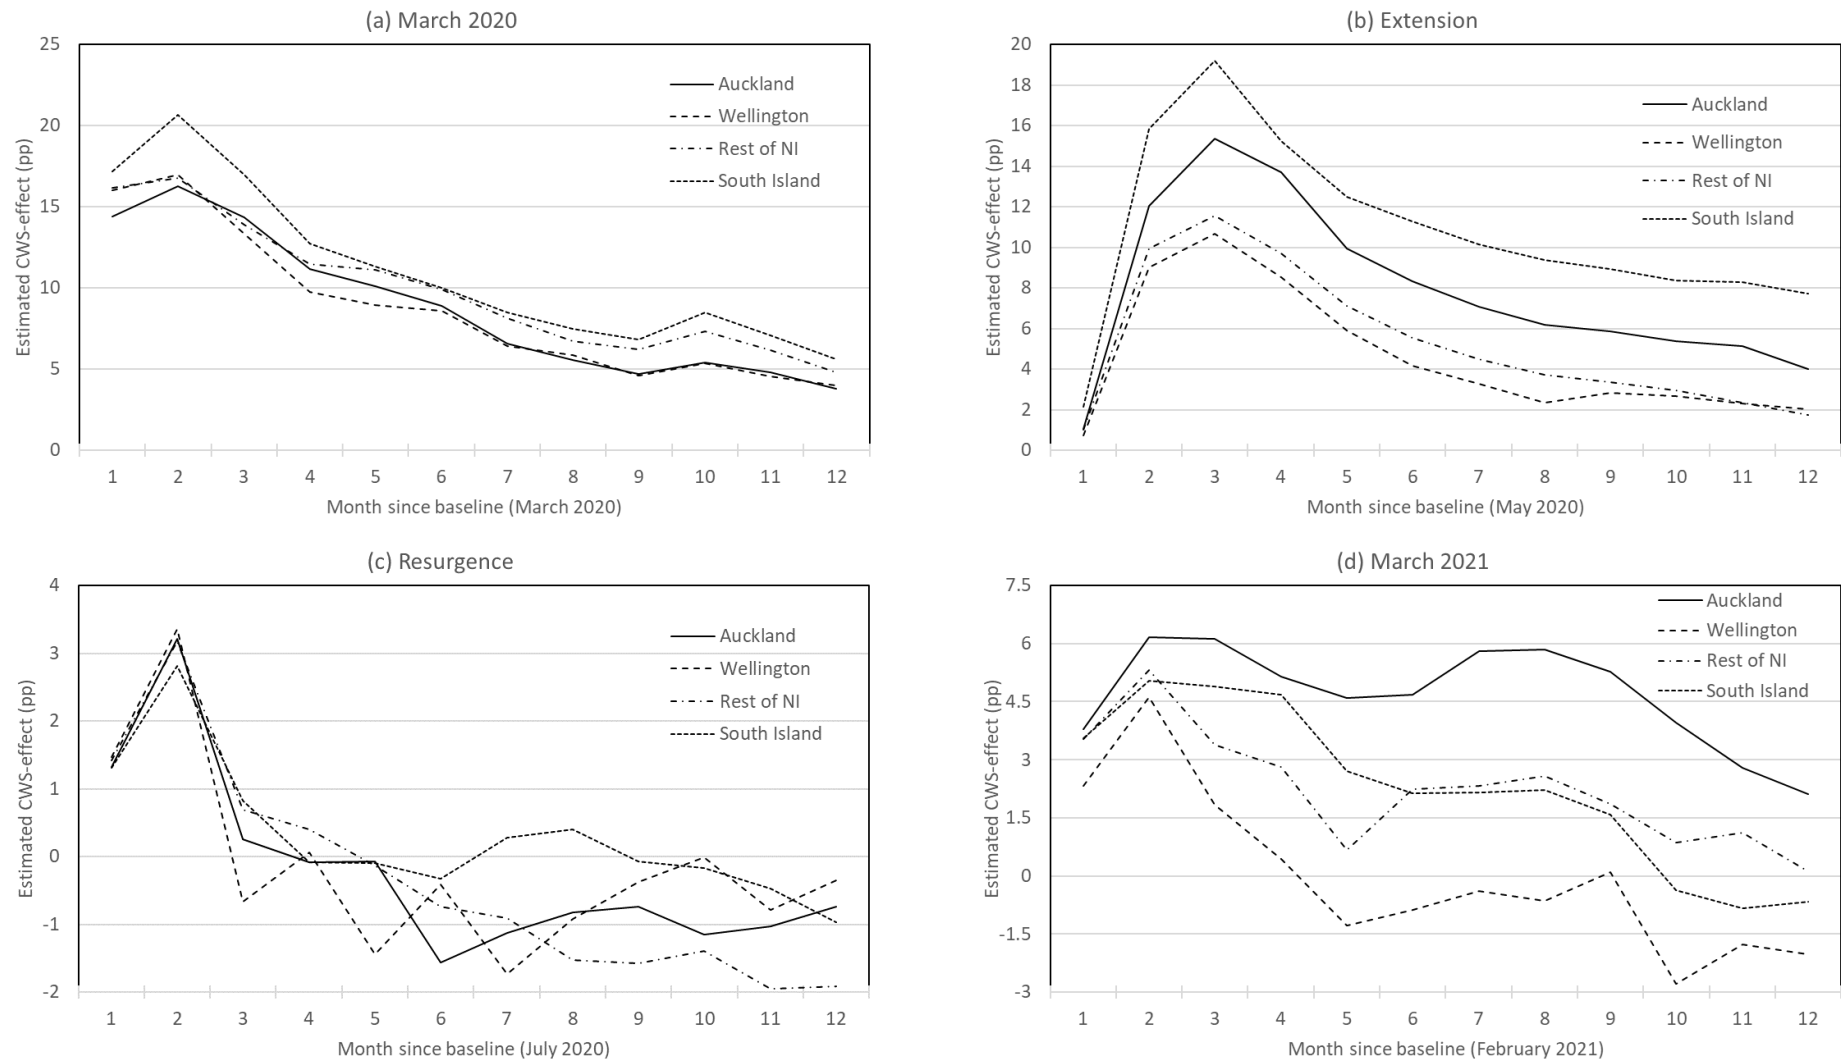 (a) March 2020
Estimated CWS-effect (pp)
25
20
15
10
5
0
Auckland
Wellington
Rest of NI
South Island
1 2 3 4 5 6 7 8 9 10 11 12
Month since baseline (March 2020)
(b) Extension
Estimated CWS-effect (pp)
20
18
16
14
12
10
8
6
4
2
0
Auckland
Wellington
Rest of NI
South Island
1 2 3 4 5 6 7 8 9 10 11 12
Month since baseline (May 2020)
(c) Resurgence
Estimated CWS-effect (pp)
4
3
2
1
0
-1
-2
Auckland
Wellington
Rest of NI
South Island
1 2 3 4 5 6 7 8 9 10 11 12
Month since baseline (July 2020)
(d) March 2021
Estimated CWS-effect (pp)
7.5
6
4.5
3
1.5
0
-1.5
-3
Auckland
Wellington
Rest of NI
South Island
1 2 3 4 5 6 7 8 9 10 11 12
Month since baseline (February 2021)